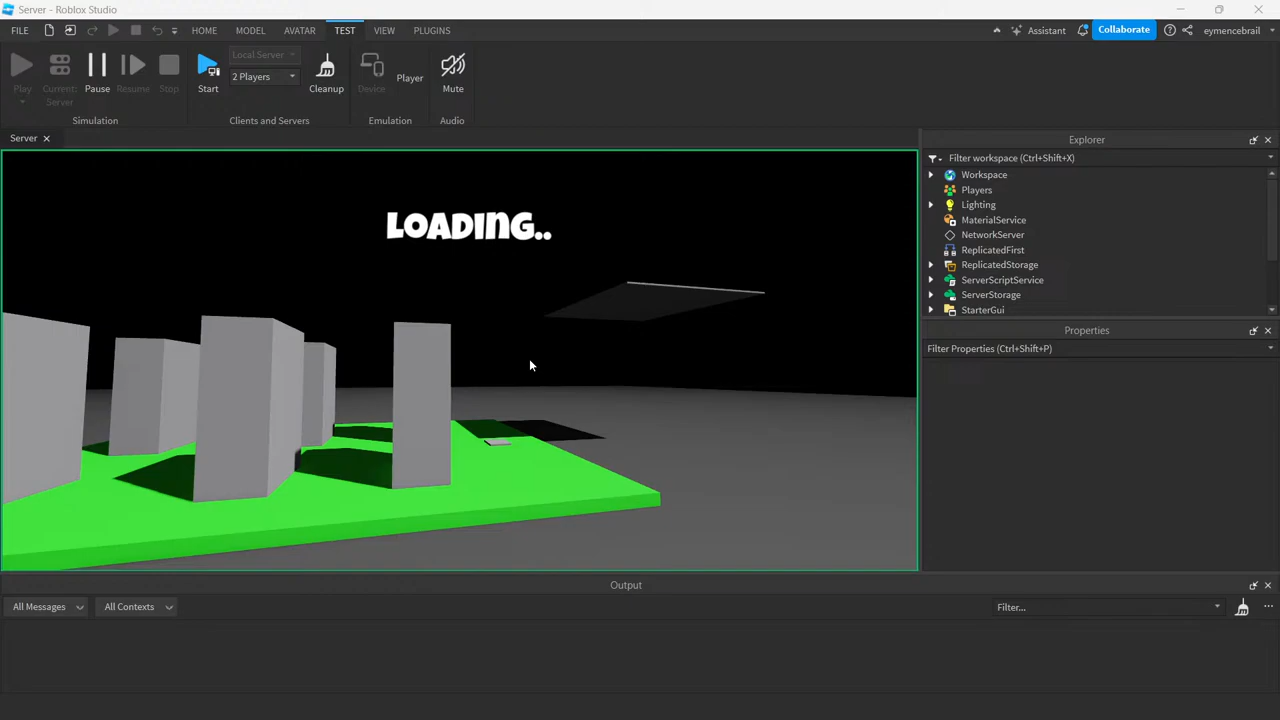 Server - Roblox Studio
FILE HOME MODEL AVATAR TEST VIEW PLUGINS Assistant Collaborate eymencebrail
Play Current: Server Pause Resume Stop Start Local Server 2 Players Cleanup Device Player Mute
Simulation Clients and Servers Emulation Audio
Server
LOADING..
Explorer
Filter workspace (Ctrl+Shift+X)
Workspace
Players
Lighting
MaterialService
NetworkServer
ReplicatedFirst
ReplicatedStorage
ServerScriptService
ServerStorage
StarterGui
Properties
Filter Properties (Ctrl+Shift+P)
Output
All Messages All Contexts Filter...